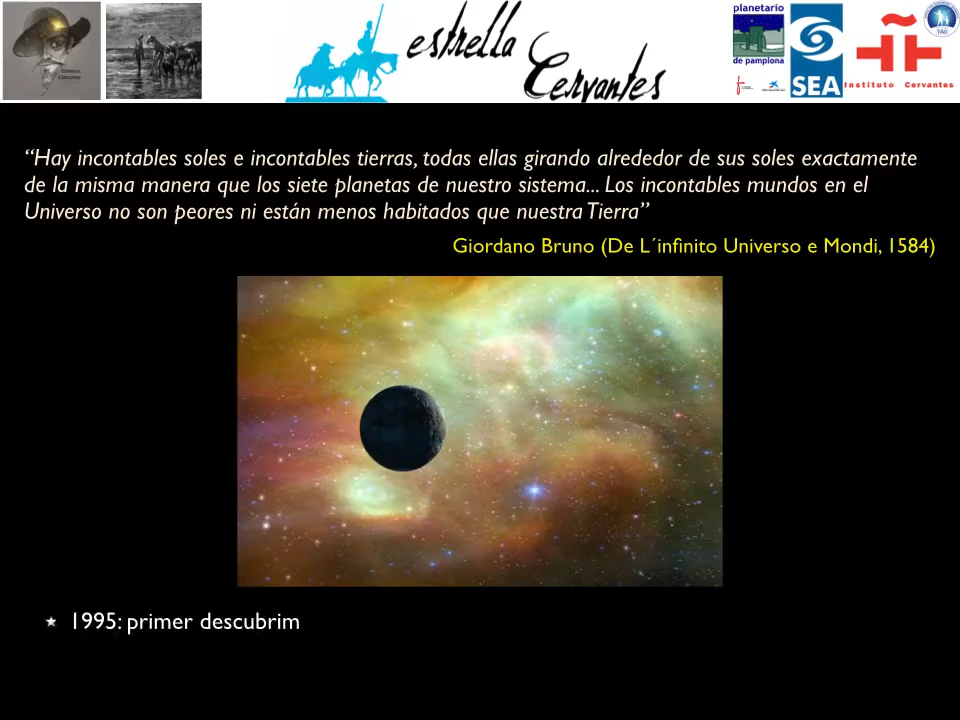 ESTRELLA
CERVANTES
estrella
Cervantes
planetario
de pamplona
SEA
Instituto Cervantes
IAU
“Hay incontables soles e incontables tierras, todas ellas girando alrededor de sus soles exactamente
de la misma manera que los siete planetas de nuestro sistema... Los incontables mundos en el
Universo no son peores ni están menos habitados que nuestra Tierra”
Giordano Bruno (De L´infinito Universo e Mondi, 1584)
1995: primer descubrim